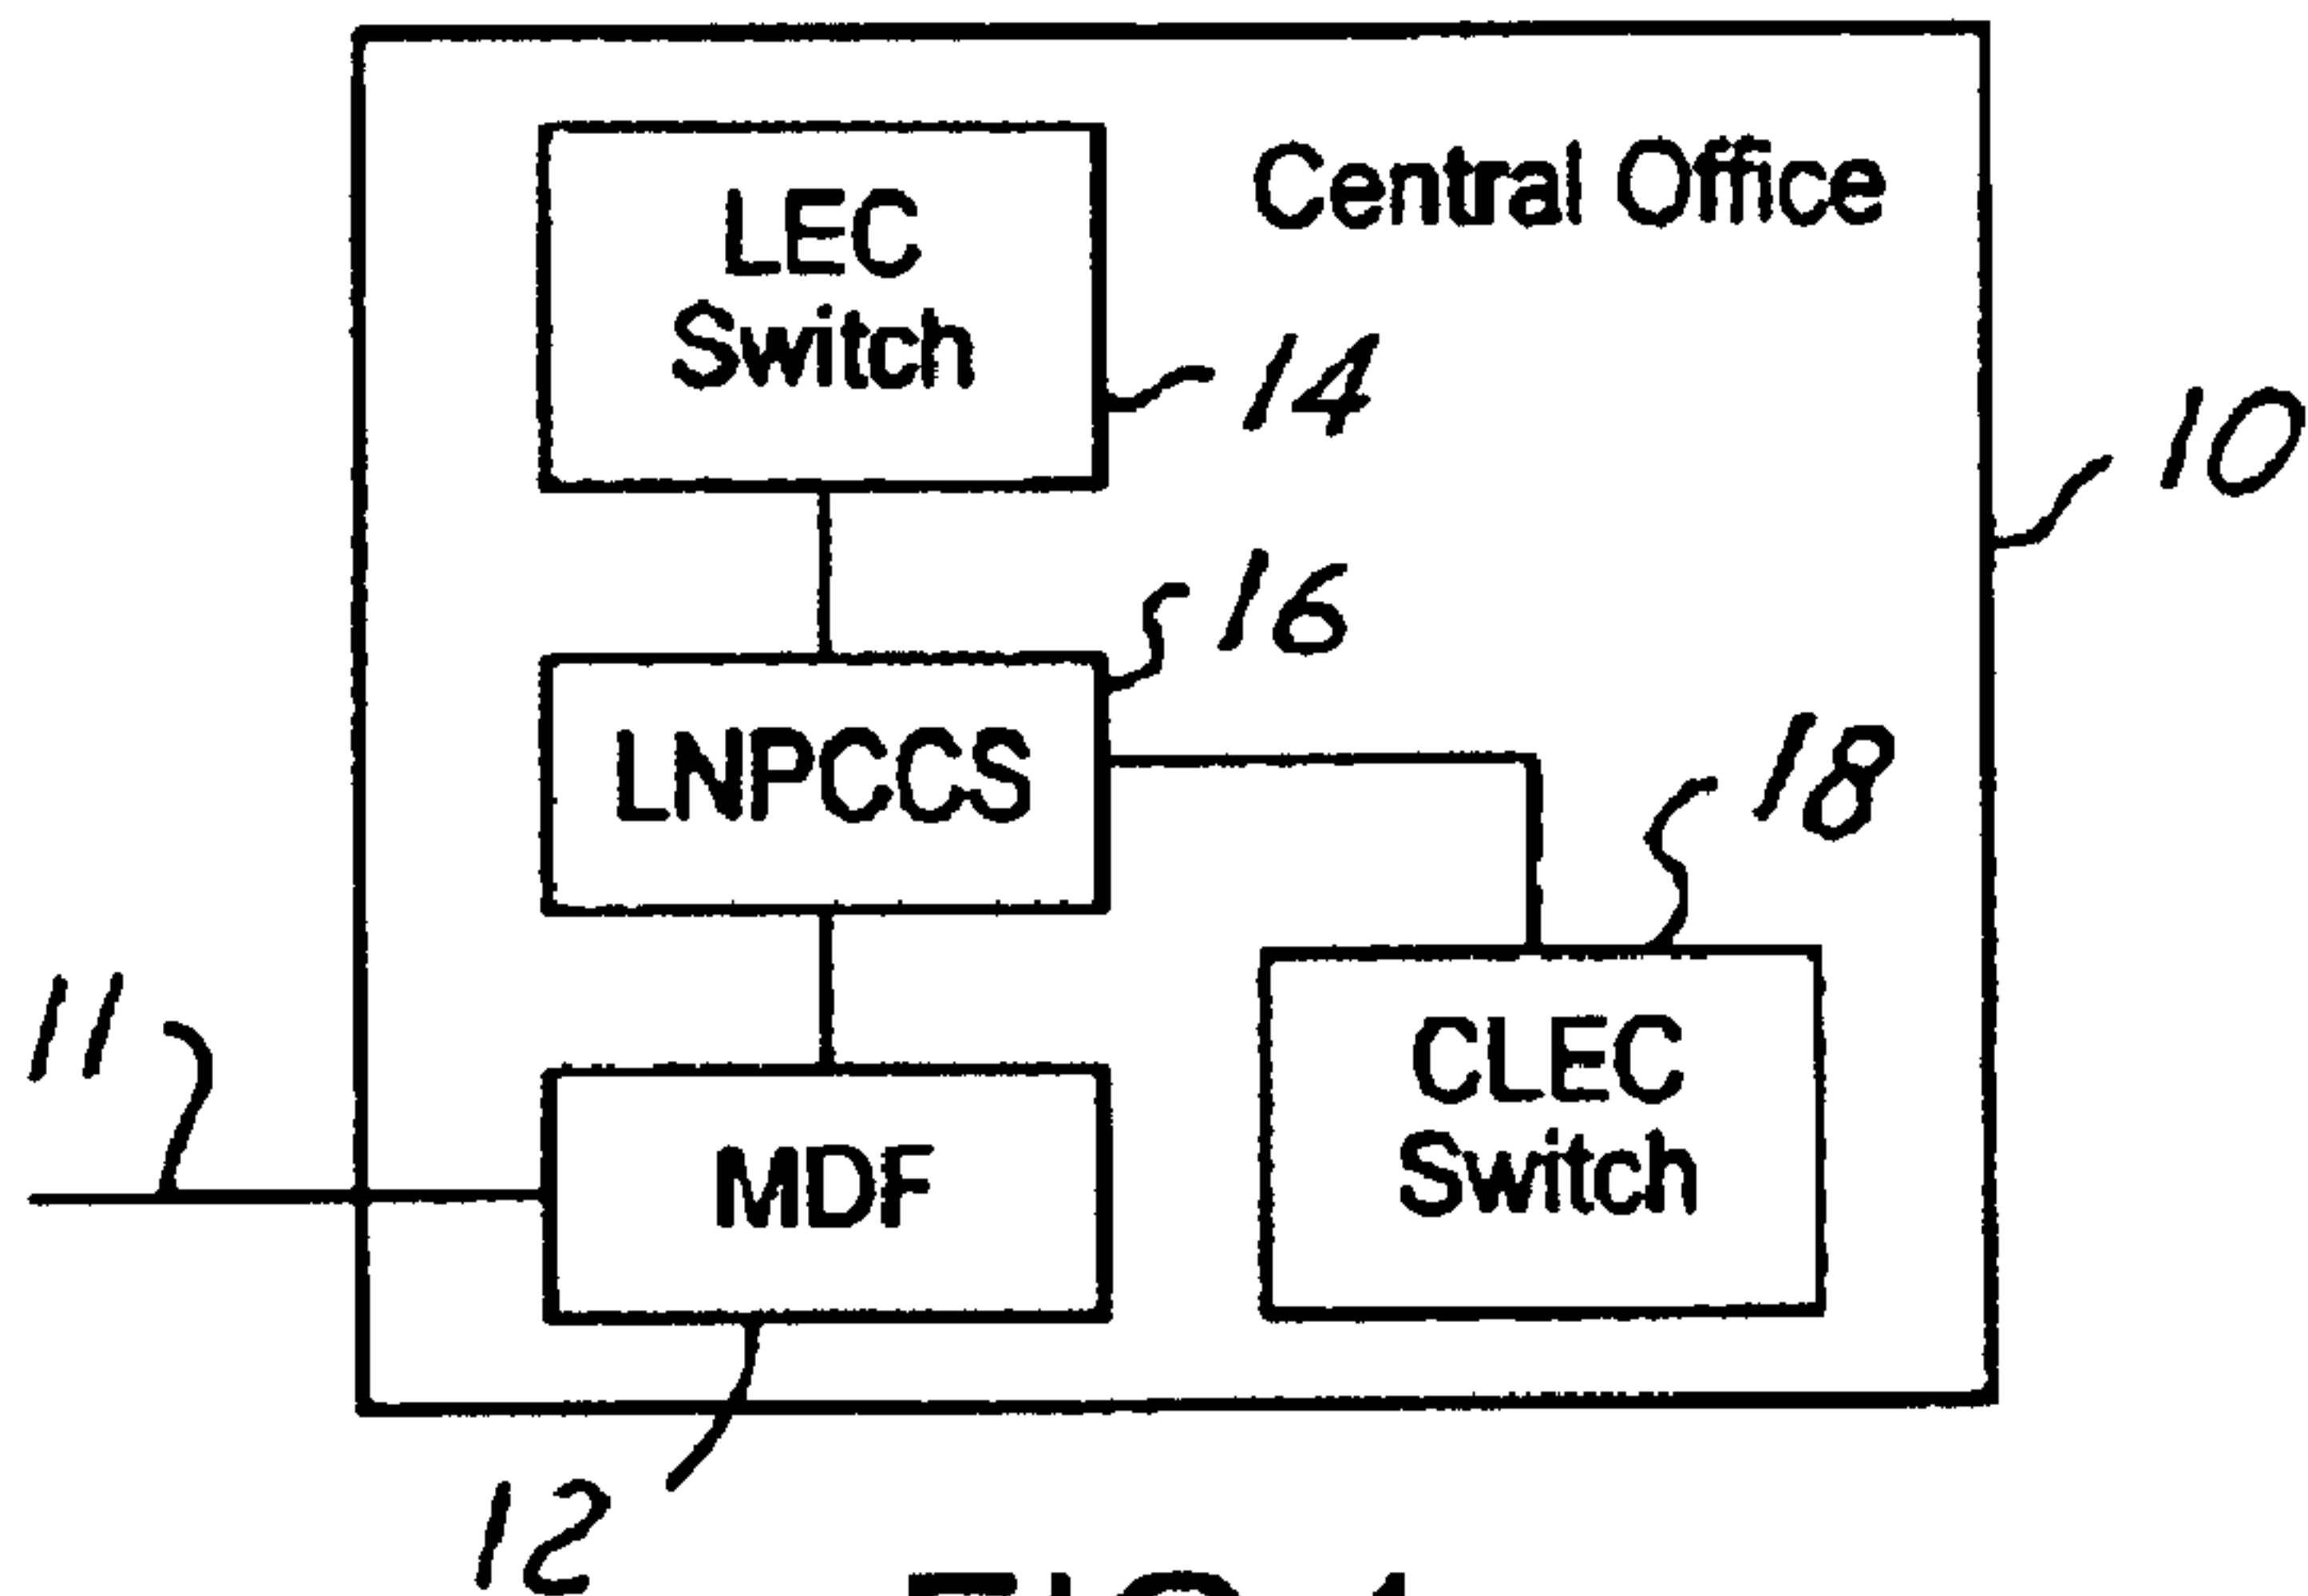 Central Office
LEC
Switch
14
10
16
LNPCCS
18
11
CLEC
Switch
MDF
12